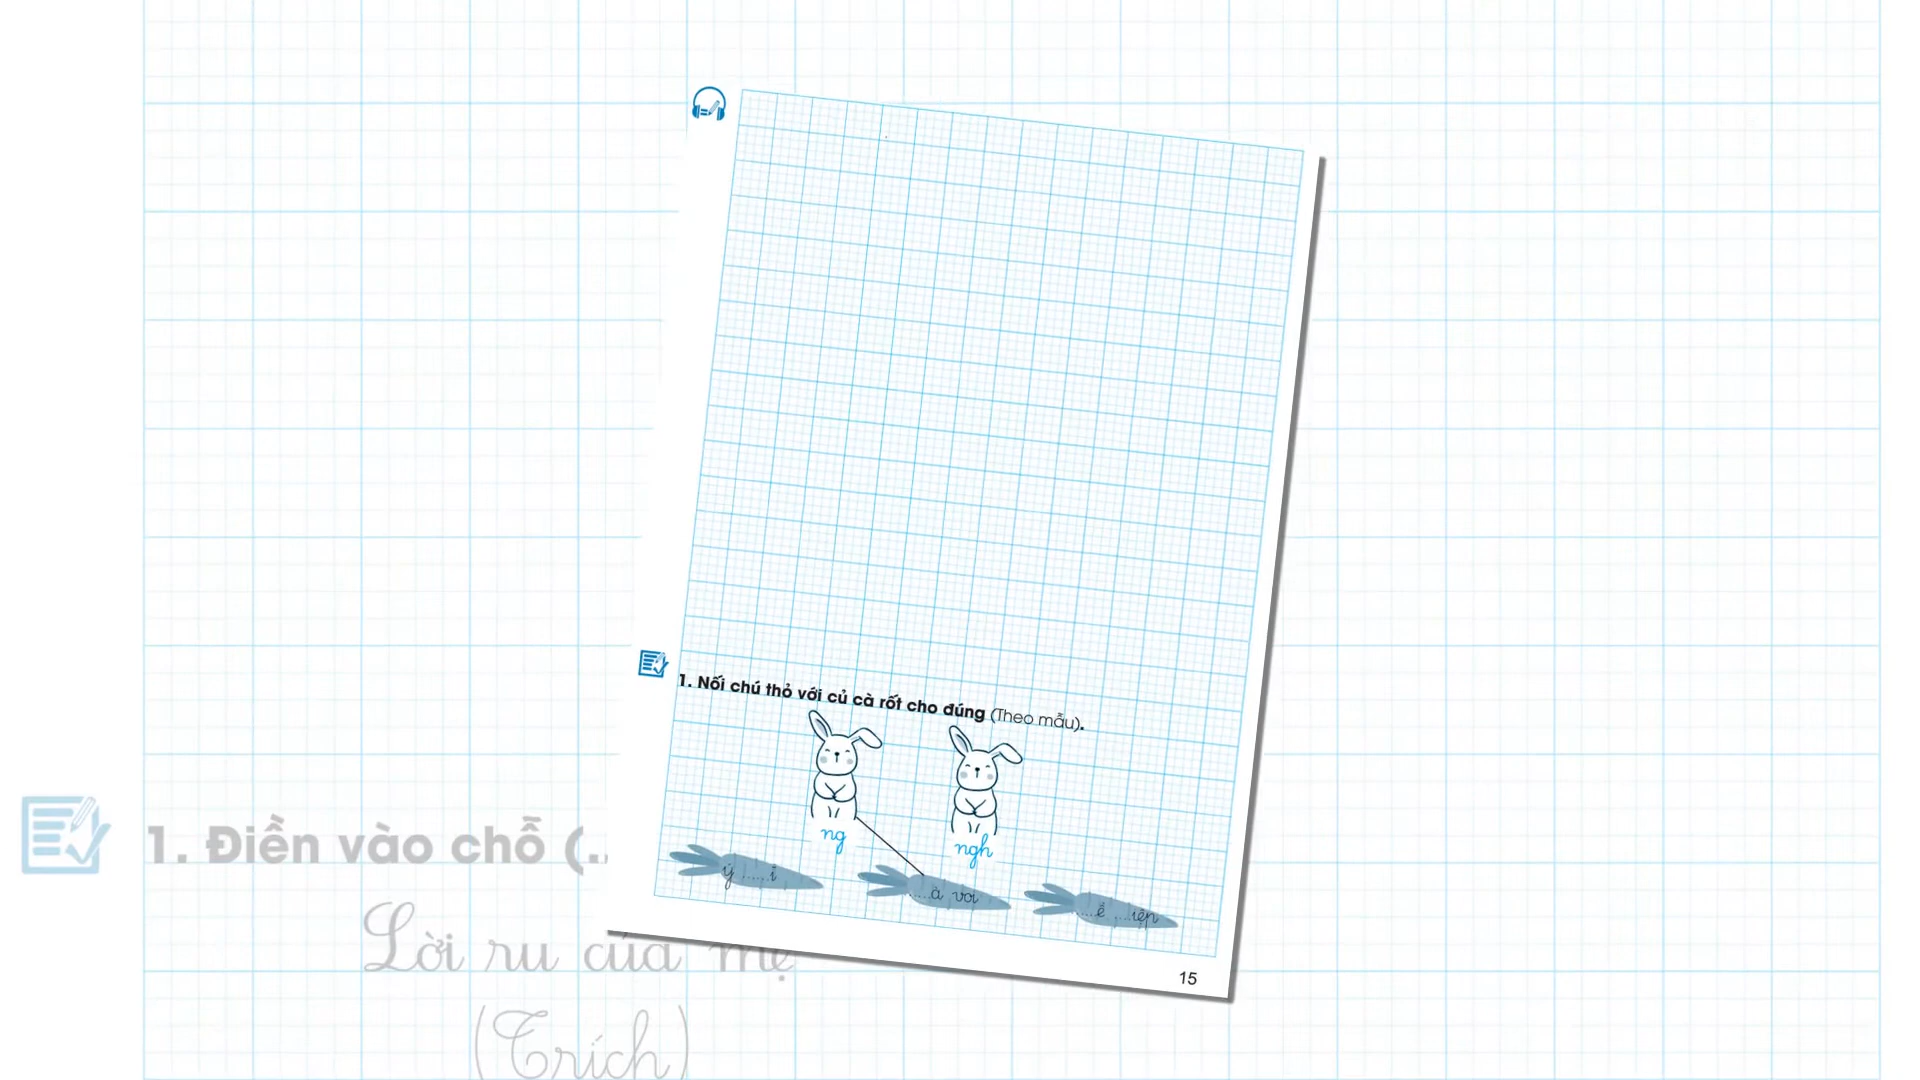 1. Nối chú thỏ với củ cà rốt cho đúng (Theo mẫu).
ng ngh
ý .....i .....à voi .....ề ....iệp
15
1. Điền vào chỗ (..
Lời ru của mẹ
(Trích)